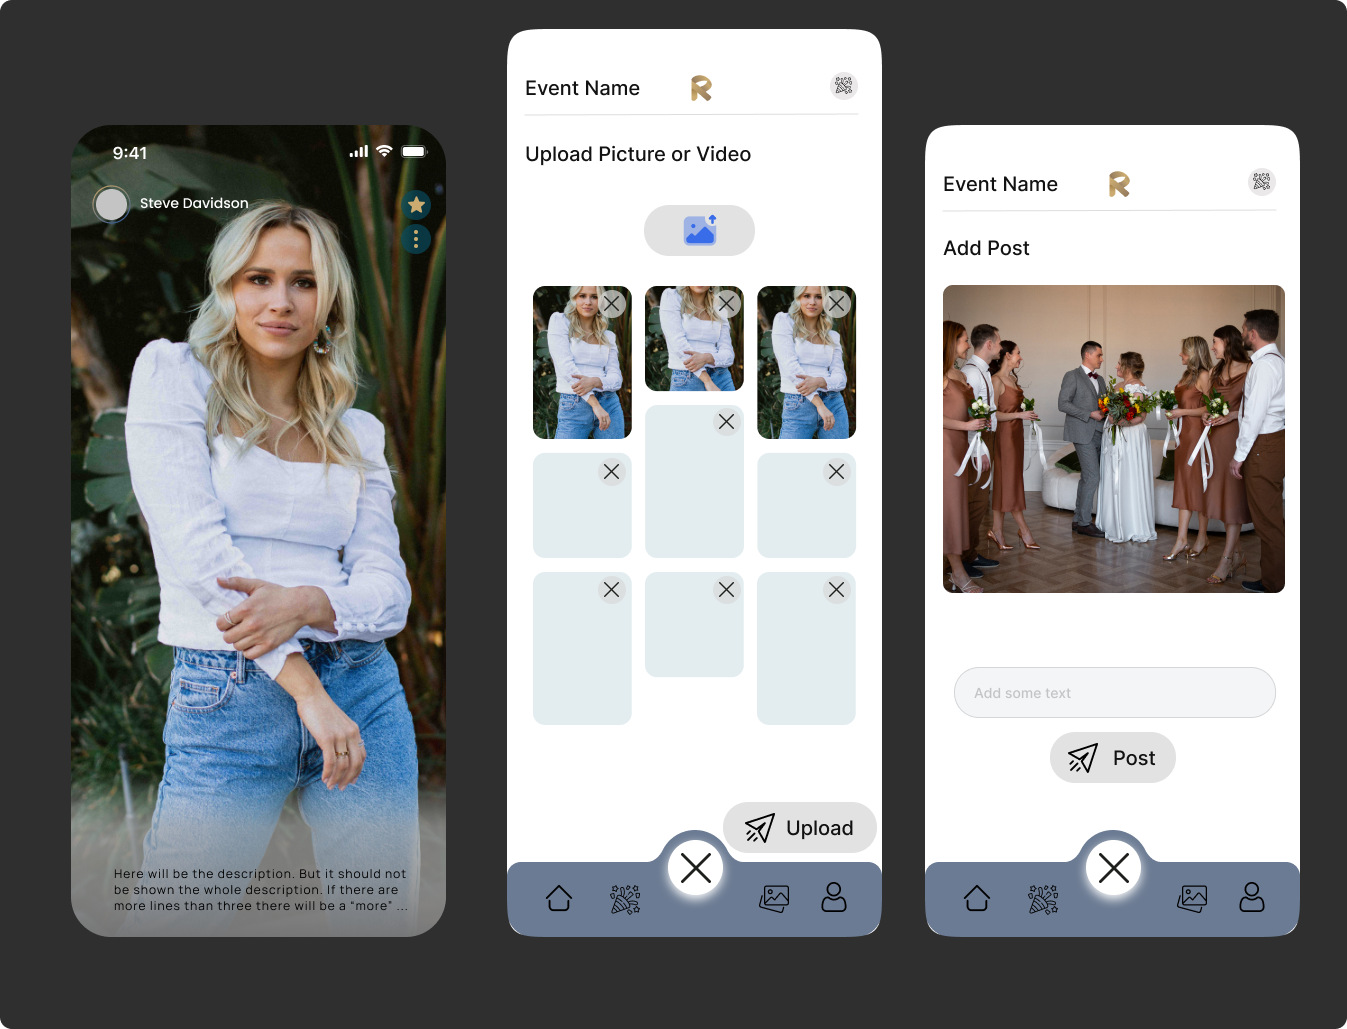 9:41
Steve Davidson
Here will be the description. But it should not
be shown the whole description. If there are
more lines than three there will be a “more” ...
Event Name
R
Upload Picture or Video
Upload
Event Name
R
Add Post
Add some text
Post